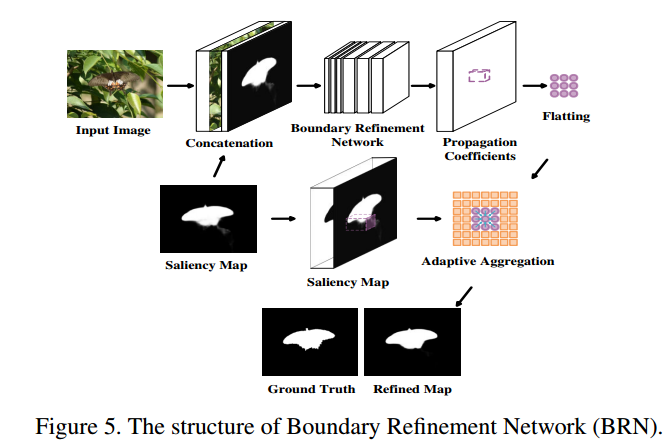 Input Image
Concatenation
Boundary Refinement
Network
Propagation
Coefficients
Flatting
Saliency Map
Saliency Map
Adaptive Aggregation
Ground Truth
Refined Map
Figure 5. The structure of Boundary Refinement Network (BRN).